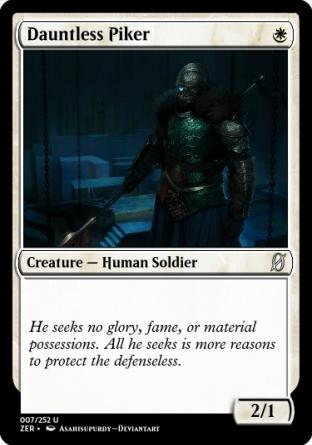 Dauntless Piker
Creature — Human Soldier
He seeks no glory, fame, or material
possessions. All he seeks is more reasons
to protect the defenseless.
2/1
007/252 U
ZER • Asahisupurdy—Deviantart